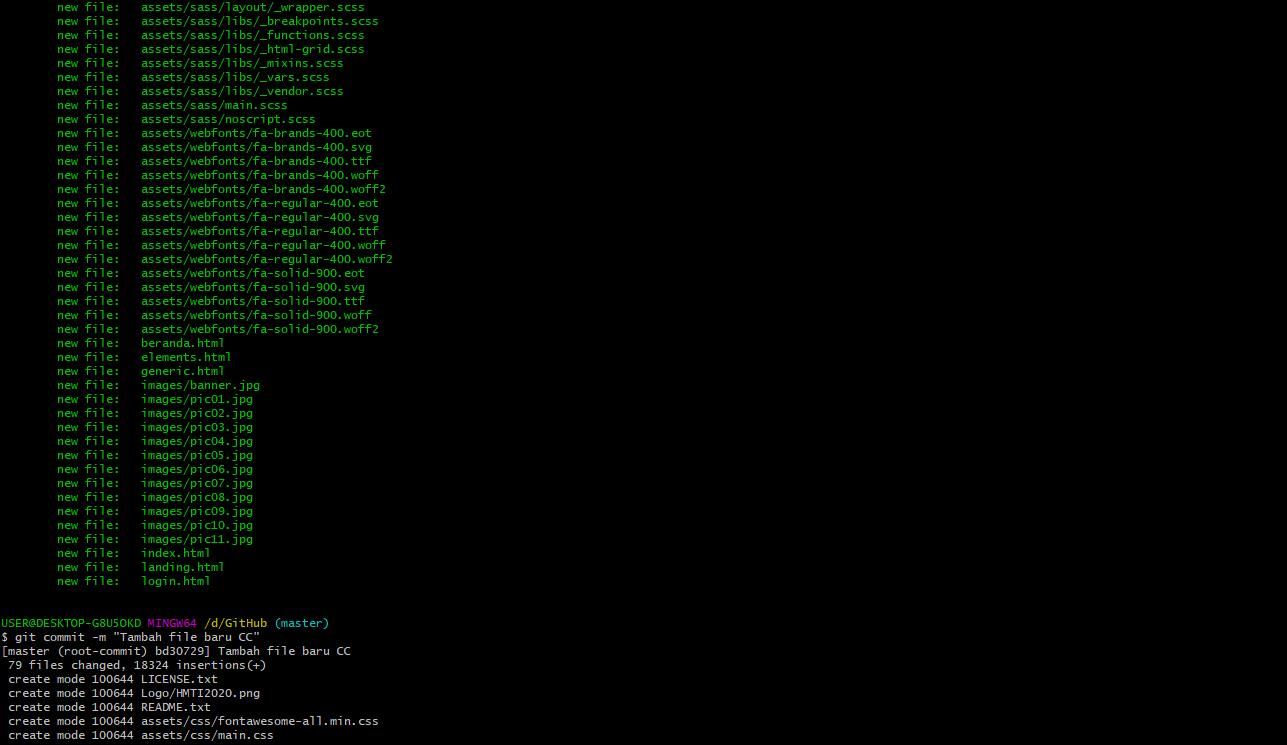 new file:   assets/sass/layout/_wrapper.scss
new file:   assets/sass/libs/_breakpoints.scss
new file:   assets/sass/libs/_functions.scss
new file:   assets/sass/libs/_html-grid.scss
new file:   assets/sass/libs/_mixins.scss
new file:   assets/sass/libs/_vars.scss
new file:   assets/sass/libs/_vendor.scss
new file:   assets/sass/main.scss
new file:   assets/sass/noscript.scss
new file:   assets/webfonts/fa-brands-400.eot
new file:   assets/webfonts/fa-brands-400.svg
new file:   assets/webfonts/fa-brands-400.ttf
new file:   assets/webfonts/fa-brands-400.woff
new file:   assets/webfonts/fa-brands-400.woff2
new file:   assets/webfonts/fa-regular-400.eot
new file:   assets/webfonts/fa-regular-400.svg
new file:   assets/webfonts/fa-regular-400.ttf
new file:   assets/webfonts/fa-regular-400.woff
new file:   assets/webfonts/fa-regular-400.woff2
new file:   assets/webfonts/fa-solid-900.eot
new file:   assets/webfonts/fa-solid-900.svg
new file:   assets/webfonts/fa-solid-900.ttf
new file:   assets/webfonts/fa-solid-900.woff
new file:   assets/webfonts/fa-solid-900.woff2
new file:   beranda.html
new file:   elements.html
new file:   generic.html
new file:   images/banner.jpg
new file:   images/pic01.jpg
new file:   images/pic02.jpg
new file:   images/pic03.jpg
new file:   images/pic04.jpg
new file:   images/pic05.jpg
new file:   images/pic06.jpg
new file:   images/pic07.jpg
new file:   images/pic08.jpg
new file:   images/pic09.jpg
new file:   images/pic10.jpg
new file:   images/pic11.jpg
new file:   index.html
new file:   landing.html
new file:   login.html
USER@DESKTOP-G8U5OKD MINGW64 /d/GitHub (master)
$ git commit -m "Tambah file baru CC"
[master (root-commit) bd30729] Tambah file baru CC
79 files changed, 18324 insertions(+)
create mode 100644 LICENSE.txt
create mode 100644 Logo/HMTI2020.png
create mode 100644 README.txt
create mode 100644 assets/css/fontawesome-all.min.css
create mode 100644 assets/css/main.css